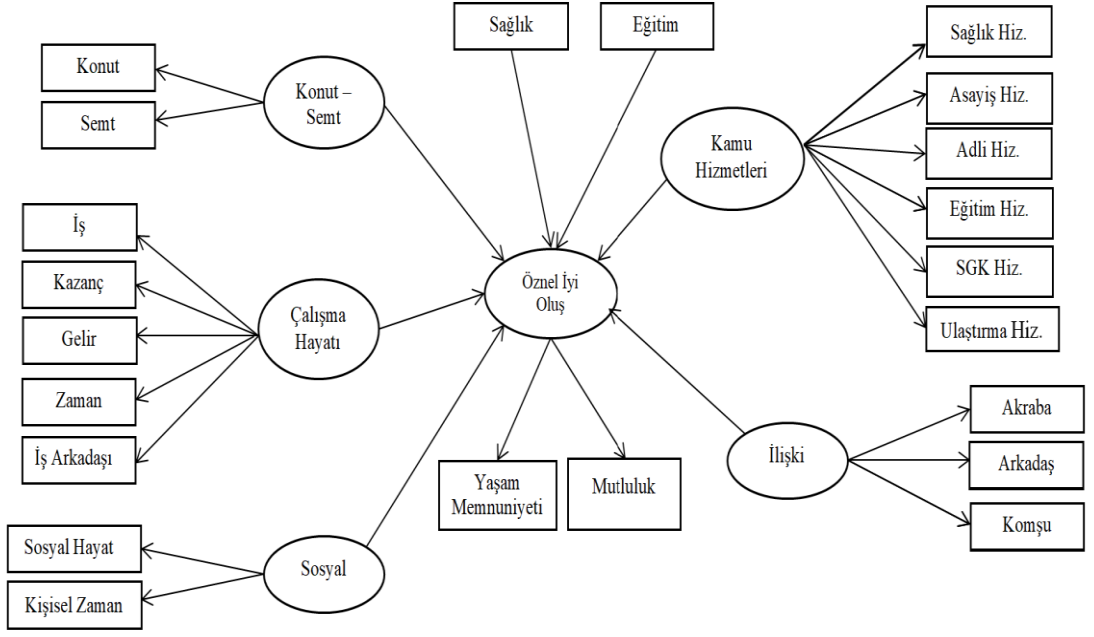 Sağlık
Eğitim
Konut
Semt
Konut –
Semt
Kamu
Hizmetleri
Sağlık Hiz.
Asayiş Hiz.
Adli Hiz.
Eğitim Hiz.
SGK Hiz.
Ulaştırma Hiz.
İş
Kazanç
Gelir
Zaman
İş Arkadaşı
Çalışma
Hayatı
Öznel İyi
Oluş
Yaşam
Memnuniyeti
Mutluluk
İlişki
Akraba
Arkadaş
Komşu
Sosyal Hayat
Kişisel Zaman
Sosyal